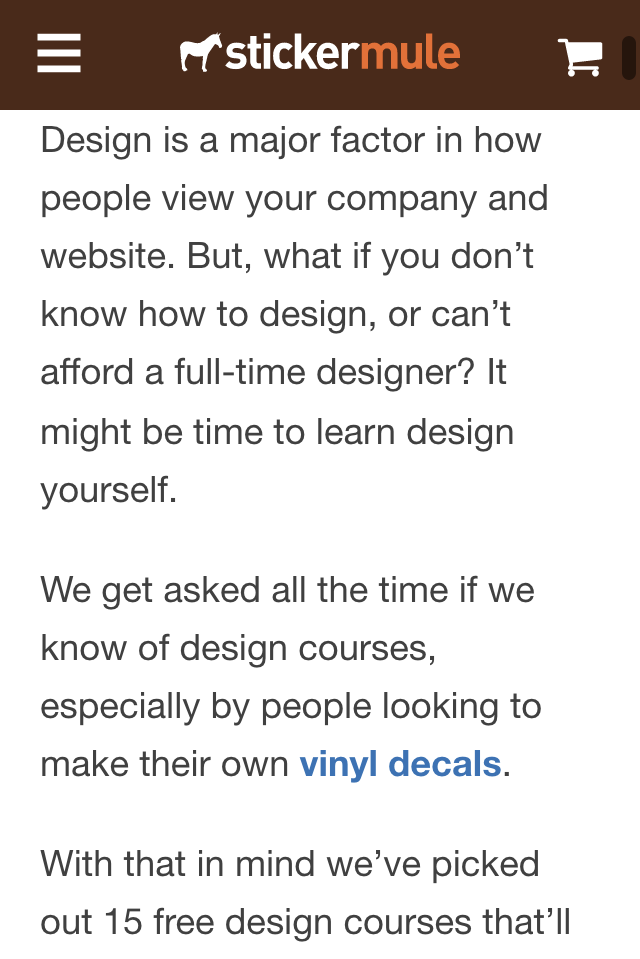 stickermule
Design is a major factor in how
people view your company and
website. But, what if you don’t
know how to design, or can’t
afford a full-time designer? It
might be time to learn design
yourself.
We get asked all the time if we
know of design courses,
especially by people looking to
make their own vinyl decals.
With that in mind we’ve picked
out 15 free design courses that’ll